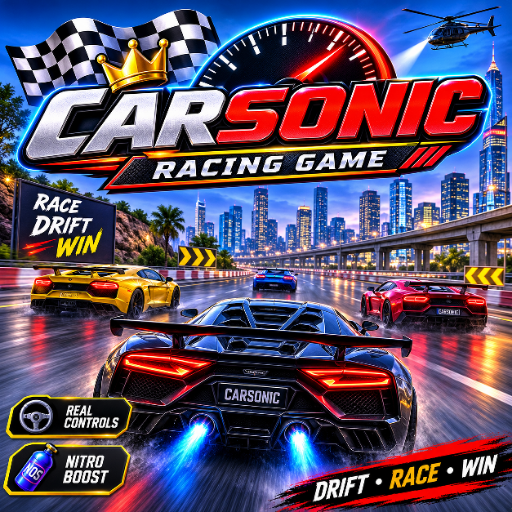 CARSONIC
RACING GAME
RACE
DRIFT
WIN
CARSONIC
REAL
CONTROLS
NOS
NITRO
BOOST
DRIFT • RACE • WIN